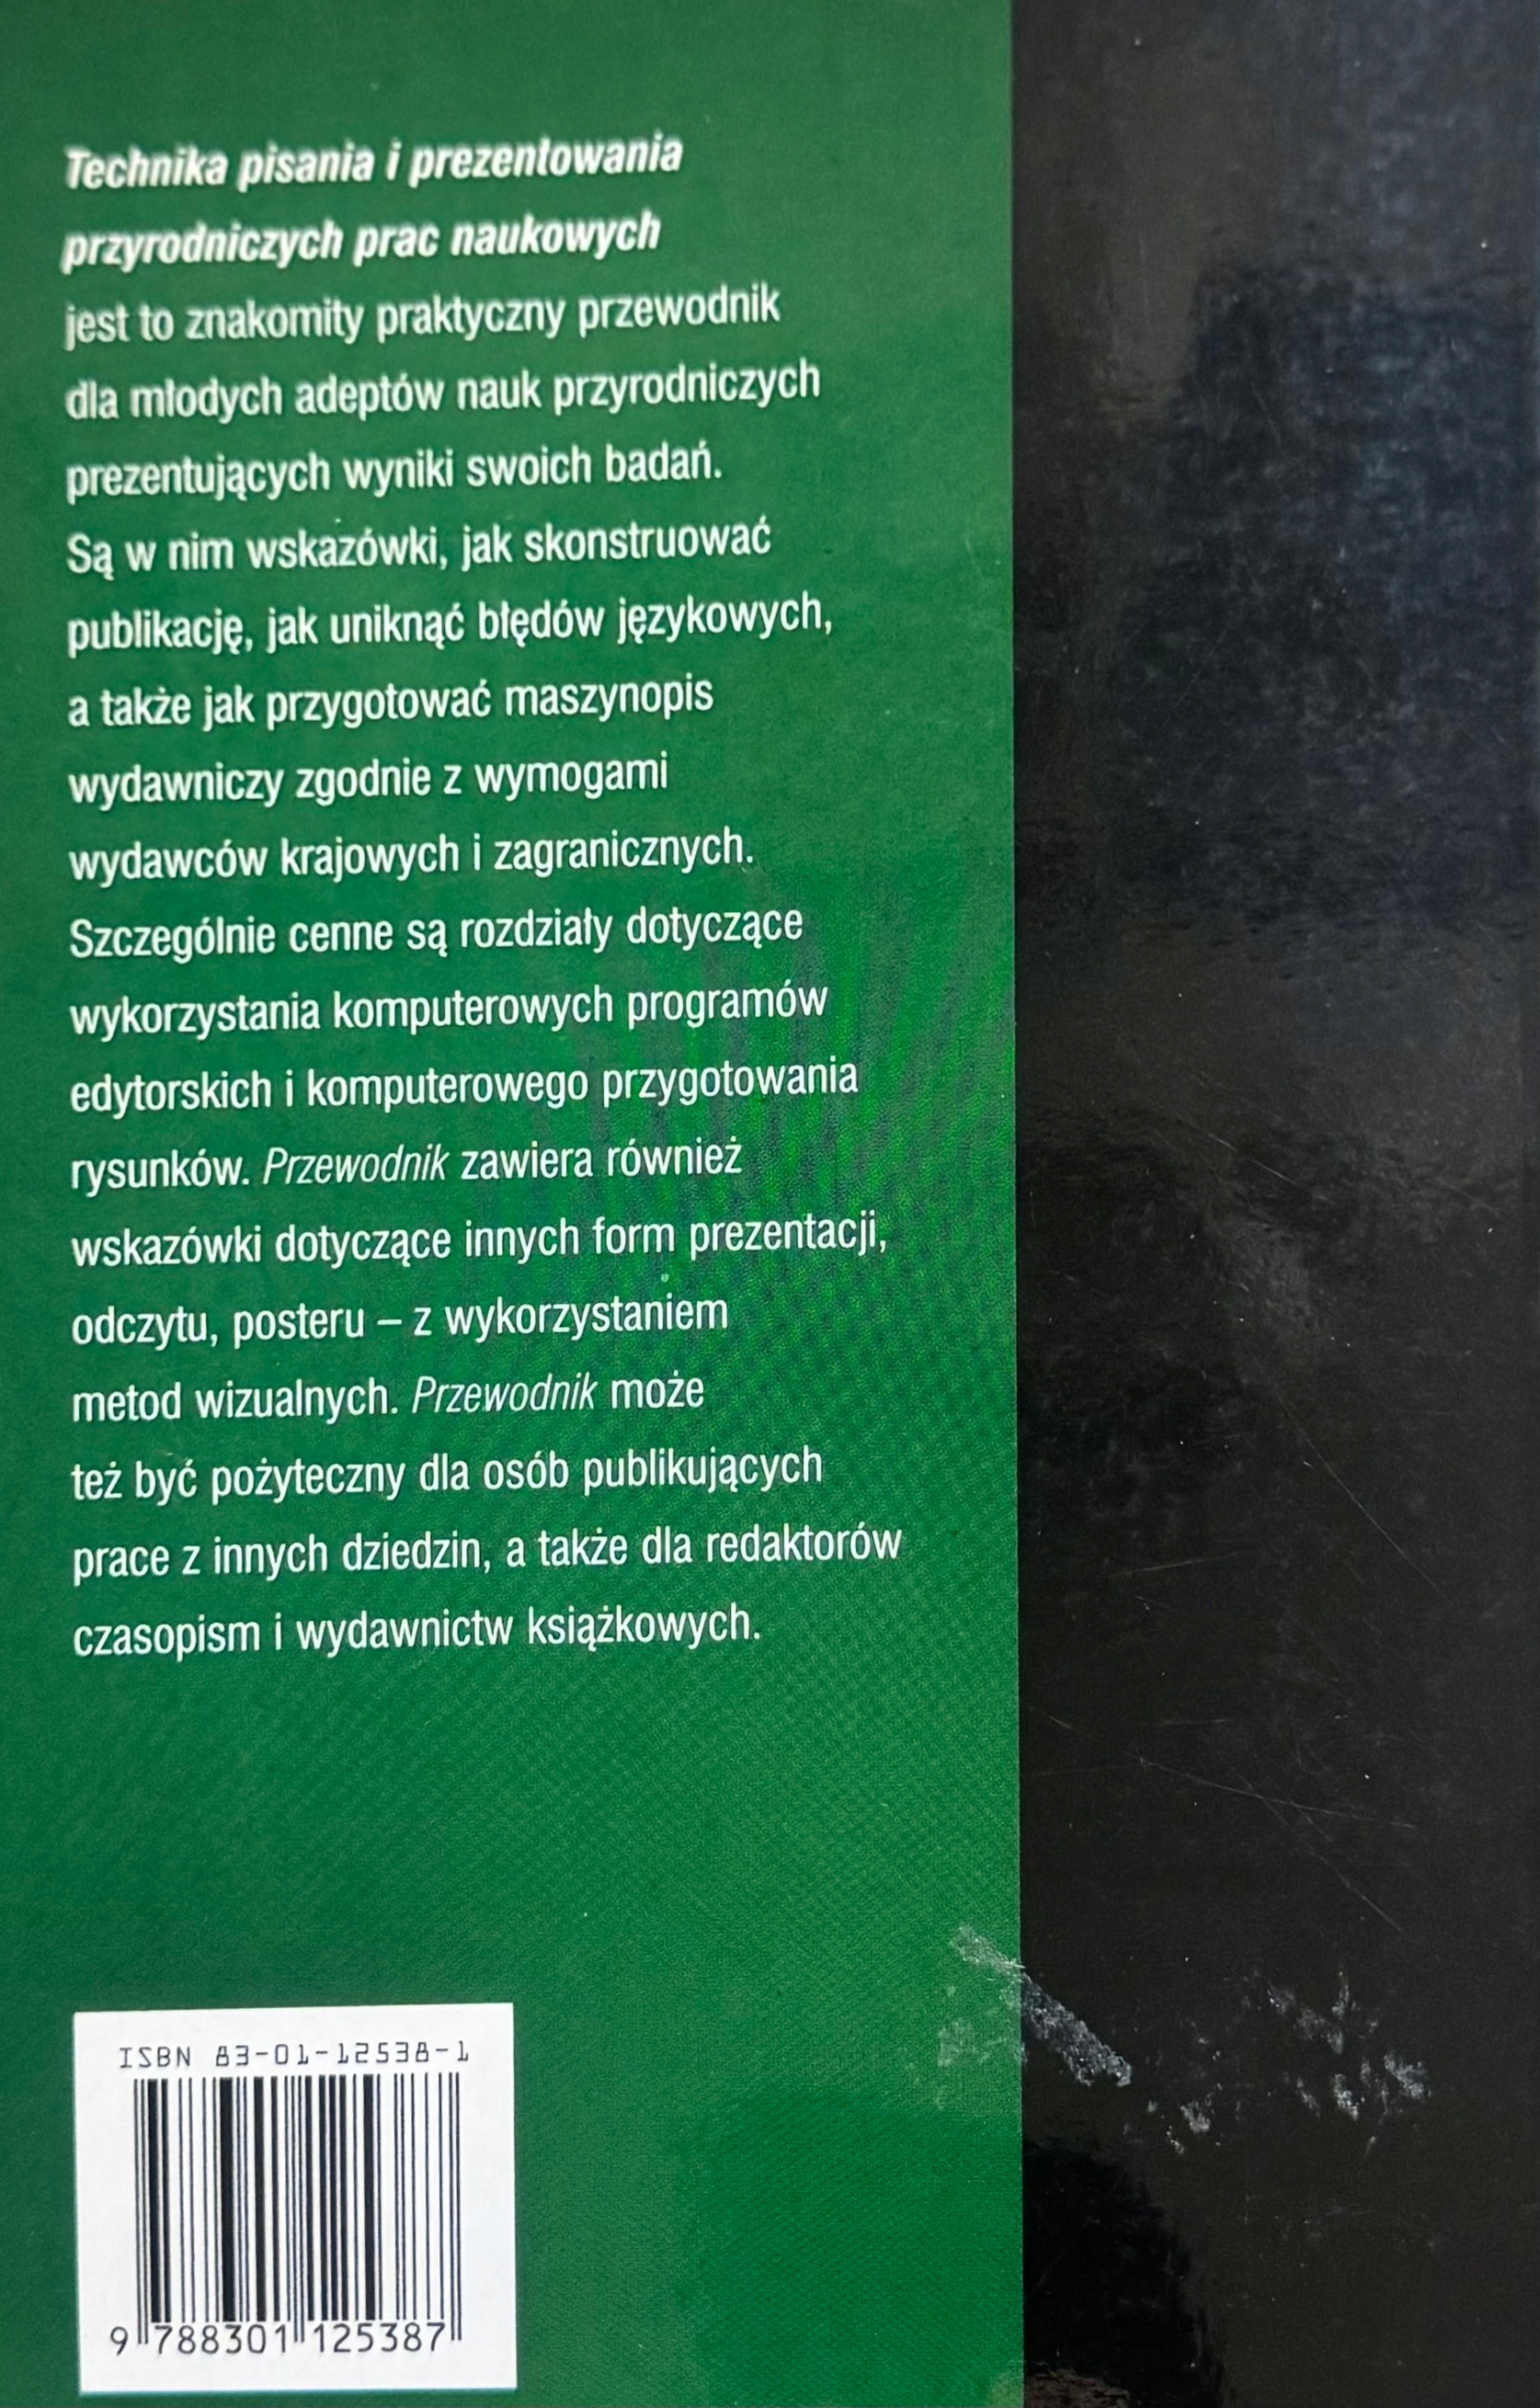 Technika pisania i prezentowania
przyrodniczych prac naukowych
jest to znakomity praktyczny przewodnik
dla młodych adeptów nauk przyrodniczych
prezentujących wyniki swoich badań.
Są w nim wskazówki, jak skonstruować
publikację, jak uniknąć błędów językowych,
a także jak przygotować maszynopis
wydawniczy zgodnie z wymogami
wydawców krajowych i zagranicznych.
Szczególnie cenne są rozdziały dotyczące
wykorzystania komputerowych programów
edytorskich i komputerowego przygotowania
rysunków. Przewodnik zawiera również
wskazówki dotyczące innych form prezentacji,
odczytu, posteru – z wykorzystaniem
metod wizualnych. Przewodnik może
też być pożyteczny dla osób publikujących
prace z innych dziedzin, a także dla redaktorów
czasopism i wydawnictw książkowych.
ISBN 83-01-12538-1
9 788301 125387